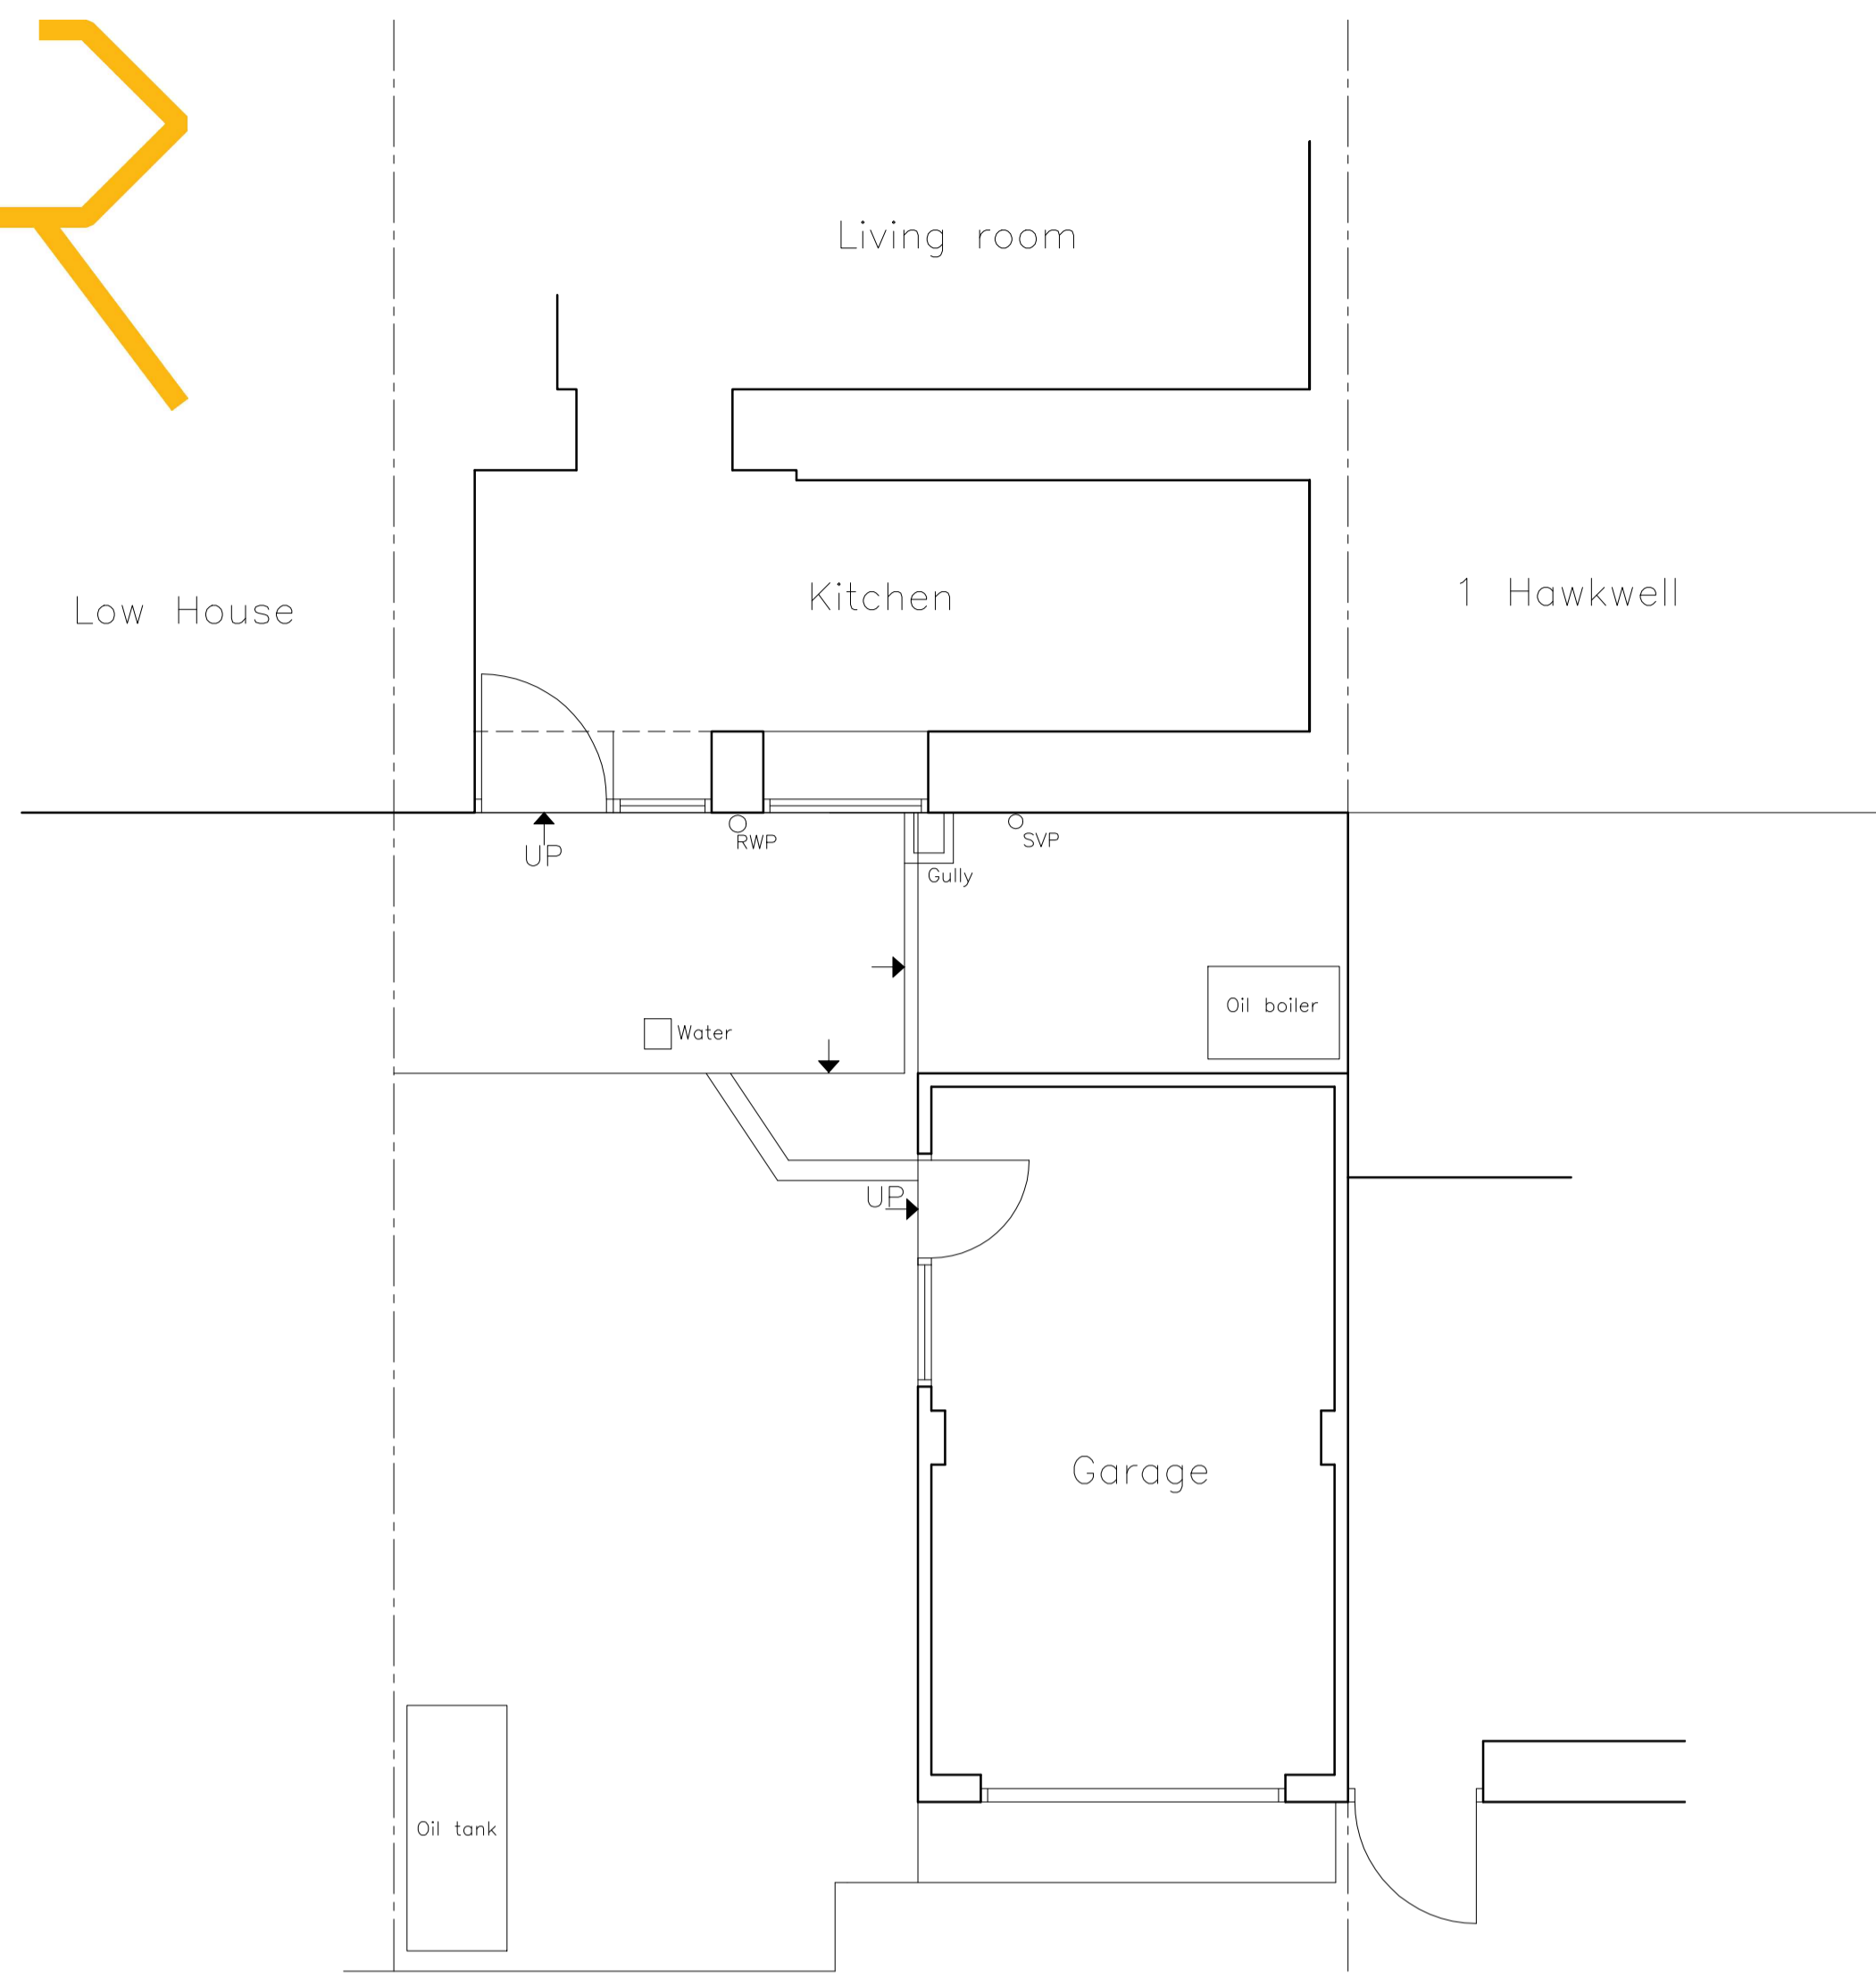 Living room
Low House
Kitchen
1 Hawkwell
UP
RWP
SVP
Gully
Oil boiler
Water
UP
Garage
Oil tank